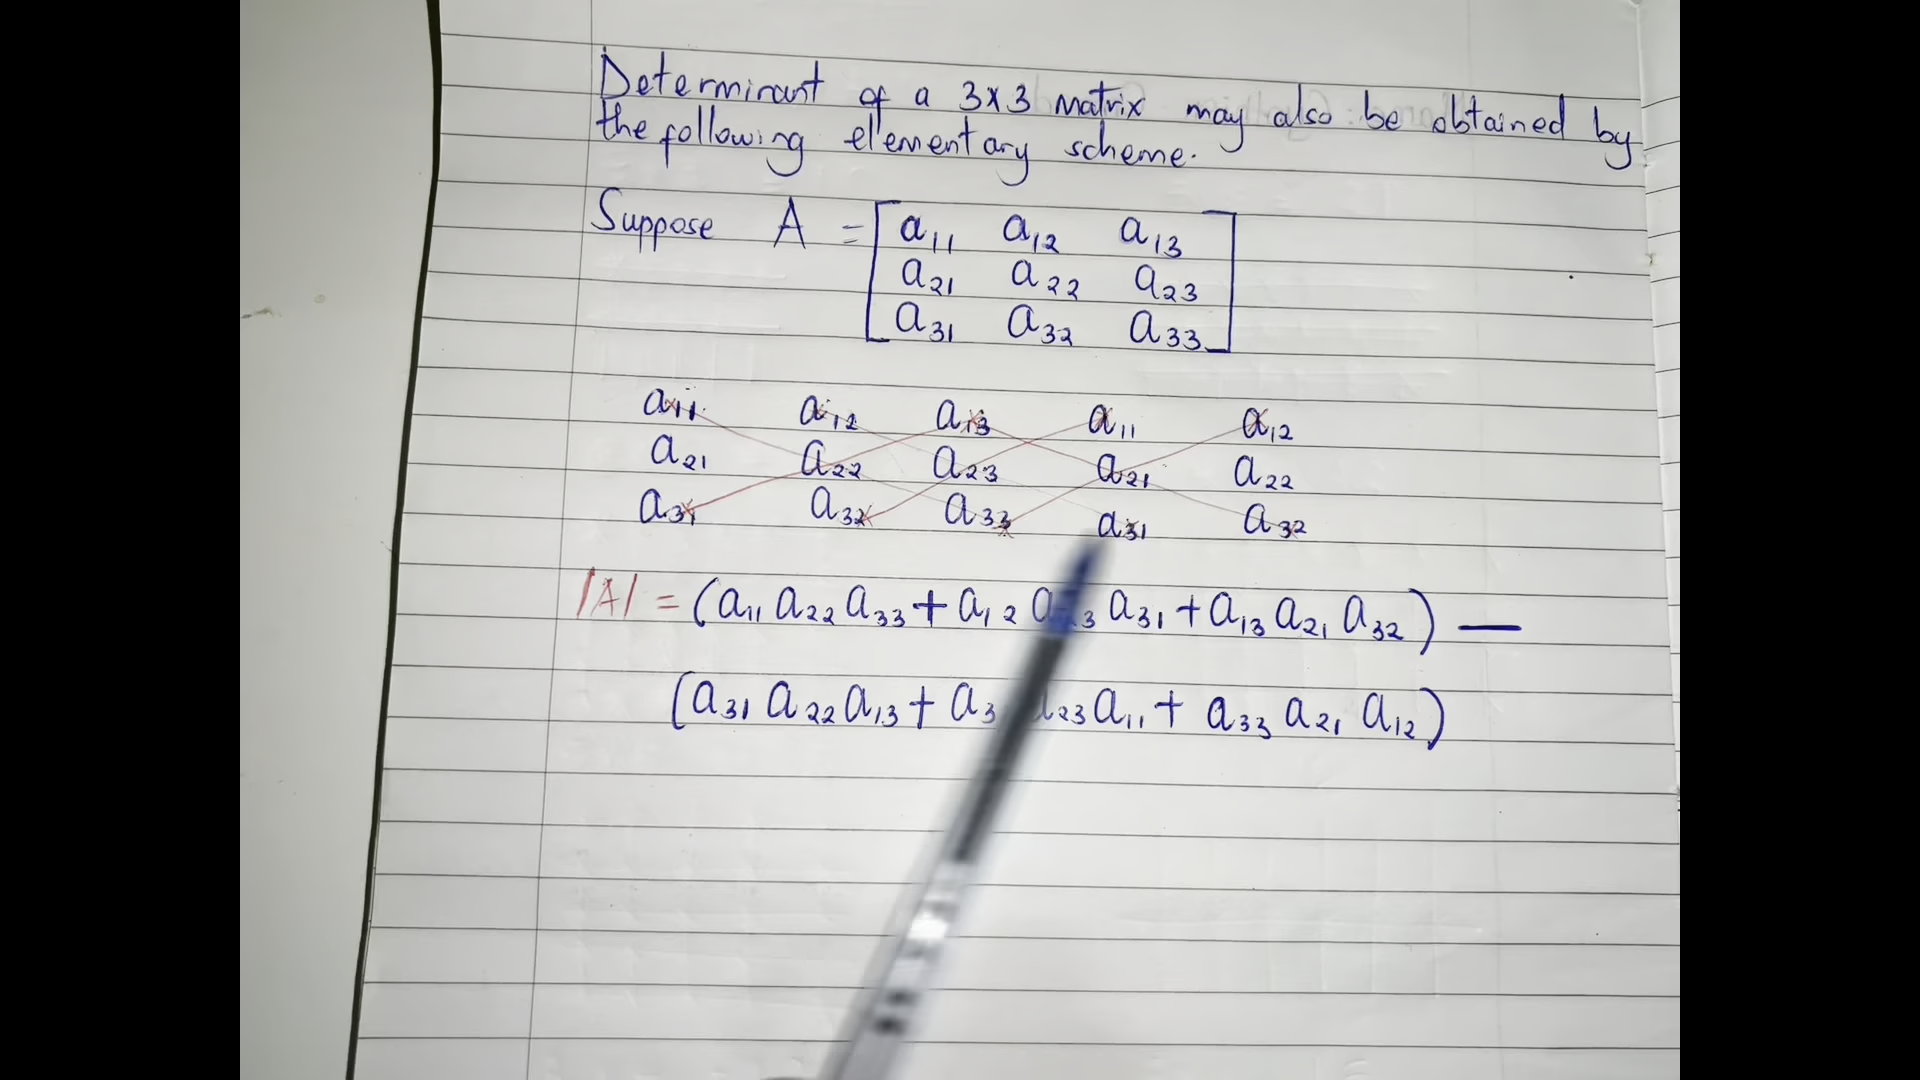 Determinant of a 3x3 matrix may also be obtained by
the following elementary scheme.
Suppose A = [a11 a12 a13
a21 a22 a23
a31 a32 a33]
a11 a12 a13 a11 a12
a21 a22 a23 a21 a22
a31 a32 a33 a31 a32
|A| = (a11 a22 a33 + a12 a23 a31 + a13 a21 a32) —
(a31 a22 a13 + a3 a23 a11 + a33 a21 a12)